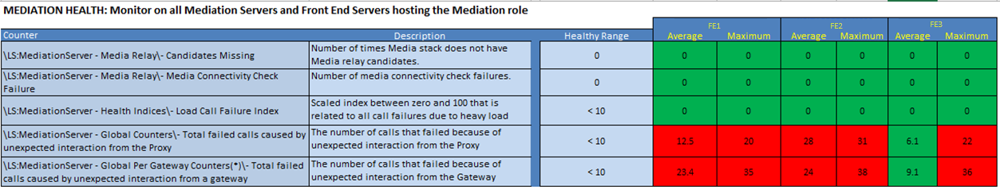 MEDIATION HEALTH: Monitor on all Mediation Servers and Front End Servers hosting the Mediation role
FE1 FE2 FE3
Counter Description Healthy Range Average Maximum Average Maximum Average Maximum
\LS:MediationServer - Media Relay\- Candidates Missing
Number of times Media stack does not have
Media relay candidates.
0 0 0 0 0 0 0
\LS:MediationServer - Media Relay\- Media Connectivity Check
Failure
Number of media connectivity check failures.
0 0 0 0 0 0 0
\LS:MediationServer - Health Indices\- Load Call Failure Index
Scaled index between zero and 100 that is
related to all call failures due to heavy load
< 10 0 0 0 0 0 0
\LS:MediationServer - Global Counters\- Total failed calls caused by
unexpected interaction from the Proxy
The number of calls that failed because of
unexpected interaction from the Proxy
< 10 12.5 20 28 31 6.1 22
\LS:MediationServer - Global Per Gateway Counters(*)\- Total failed
calls caused by unexpected interaction from a gateway
The number of calls that failed because of
unexpected interaction from the Gateway
< 10 23.4 35 24 38 9.1 36